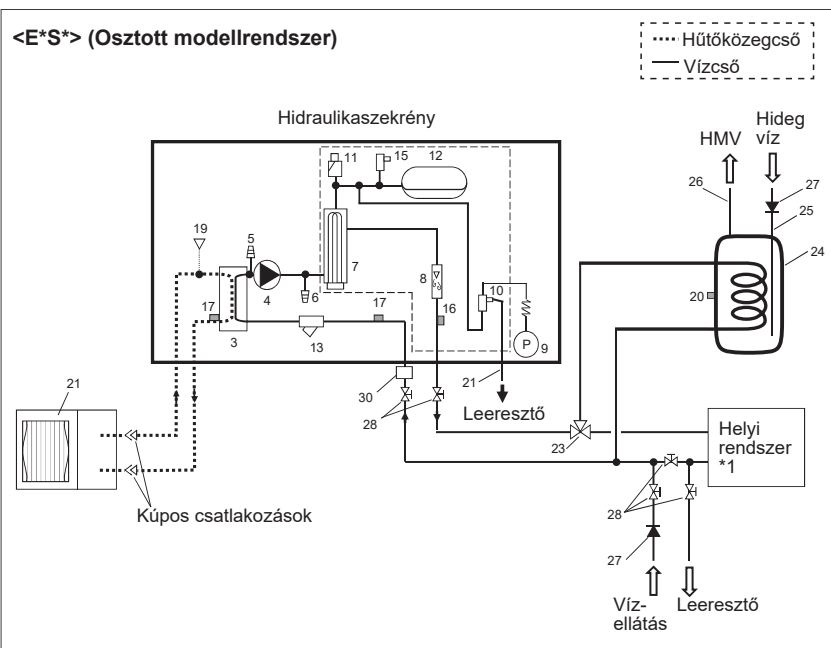 <E*S*> (Osztott modellrendszer)
Hűtőközegcső
Vízcső
Hidraulikaszekrény
HMV
Hideg
víz
11
15
12
26
27
25
19
5
24
7
8
17
4
6
10
17
16
20
3
13
9
P
21
21
30
28
Leeresztő
23
Helyi
rendszer
*1
Kúpos csatlakozások
28
27
Víz-
ellátás
Leeresztő